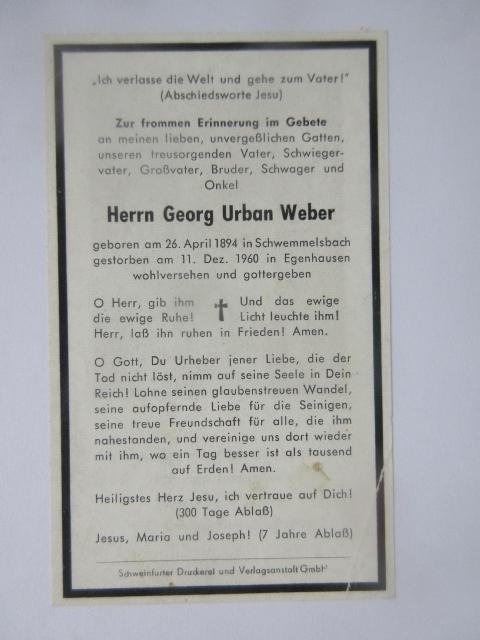 „Ich verlasse die Welt und gehe zum Vater!"
(Abschiedsworte Jesu)
Zur frommen Erinnerung im Gebete
an meinen lieben, unvergeßlichen Gatten,
unseren treusorgenden Vater, Schwieger-
vater, Großvater, Bruder, Schwager und
Onkel
Herrn Georg Urban Weber
geboren am 26. April 1894 in Schwemmelsbach
gestorben am 11. Dez. 1960 in Egenhausen
wohlversehen und gottergeben
O Herr, gib ihm ✝ Und das ewige
die ewige Ruhe! Licht leuchte ihm!
Herr, laß ihn ruhen in Frieden! Amen.
O Gott, Du Urheber jener Liebe, die der
Tod nicht löst, nimm auf seine Seele in Dein
Reich! Lohne seinen glaubenstreuen Wandel,
seine aufopfernde Liebe für die Seinigen,
seine treue Freundschaft für alle, die ihm
nahestanden, und vereinige uns dort wieder
mit ihm, wo ein Tag besser ist als tausend
auf Erden! Amen.
Heiligstes Herz Jesu, ich vertraue auf Dich!
(300 Tage Ablaß)
Jesus, Maria und Joseph! (7 Jahre Ablaß)
Schweinfurter Druckerei und Verlagsanstalt GmbH